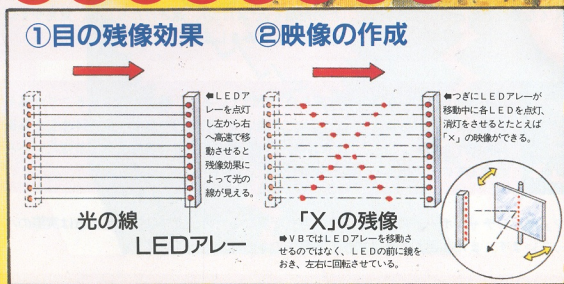 ①目の残像効果
⬅LEDア
レーを点灯
し左から右
へ高速で移
動させると
残像効果に
よって光の
線が見える。
光の線
LEDアレー
②映像の作成
⬅つぎにLEDアレーが
移動中に各LEDを点灯、
消灯をさせるとたとえば
「×」の映像ができる。
「X」の残像
➡VBではLEDアレーを移動さ
せるのではなく、LEDの前に鏡を
おき、左右に回転させている。